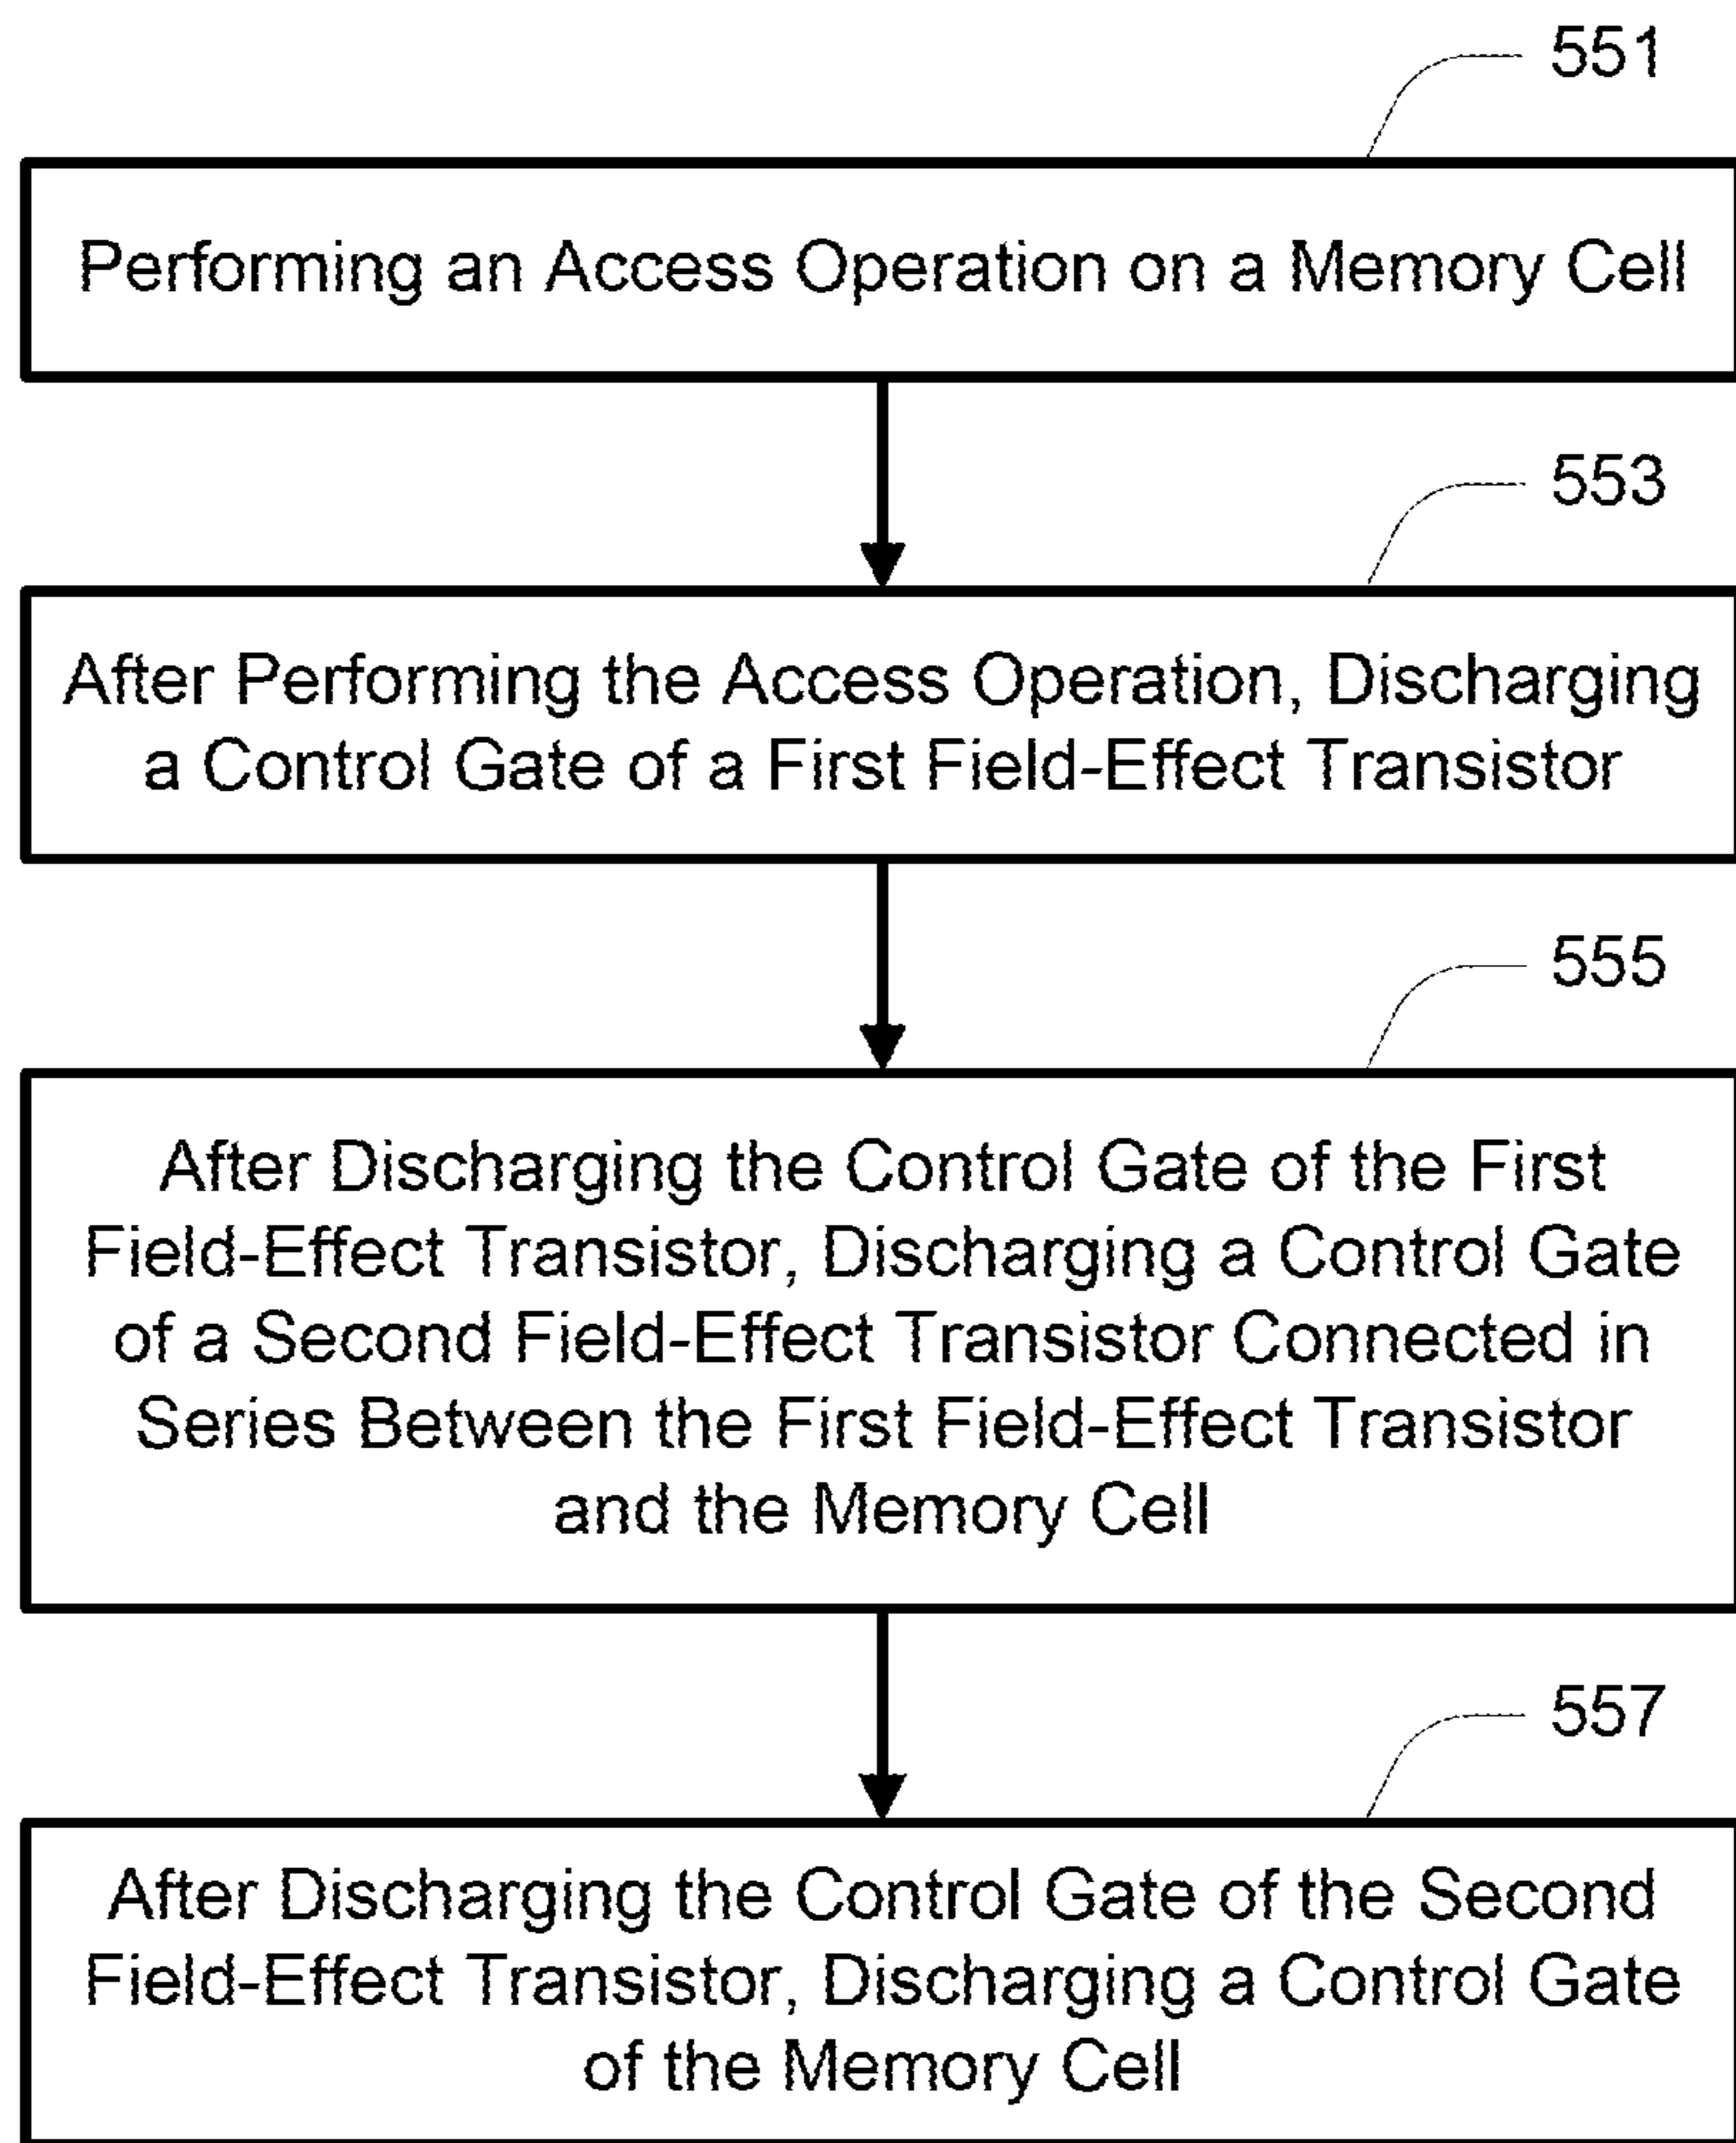 551
Performing an Access Operation on a Memory Cell
553
After Performing the Access Operation, Discharging
a Control Gate of a First Field-Effect Transistor
555
After Discharging the Control Gate of the First
Field-Effect Transistor, Discharging a Control Gate
of a Second Field-Effect Transistor Connected in
Series Between the First Field-Effect Transistor
and the Memory Cell
557
After Discharging the Control Gate of the Second
Field-Effect Transistor, Discharging a Control Gate
of the Memory Cell